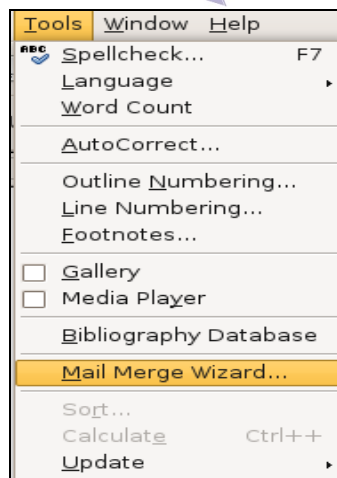 Tools Window Help
ABC Spellcheck... F7
Language
Word Count
AutoCorrect...
Outline Numbering...
Line Numbering...
Footnotes...
Gallery
Media Player
Bibliography Database
Mail Merge Wizard...
Sort...
Calculate Ctrl++
Update